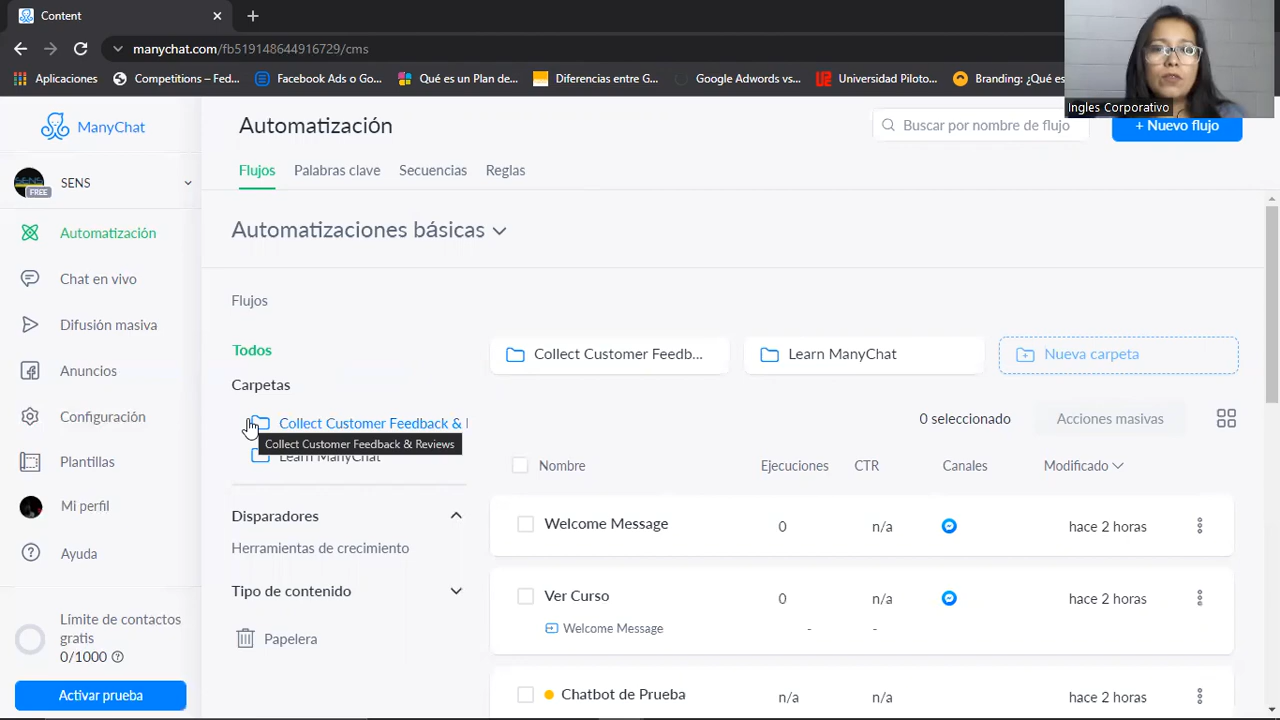 Content
manychat.com/fb519148644916729/cms
Aplicaciones
Competitions – Fed...
Facebook Ads o Go...
Qué es un Plan de...
Diferencias entre G...
Google Adwords vs...
Universidad Piloto...
Branding: ¿Qué es
Ingles Corporativo
ManyChat
Automatización
Buscar por nombre de flujo
+ Nuevo flujo
Flujos
Palabras clave
Secuencias
Reglas
SENS
FREE
Automatización
Chat en vivo
Difusión masiva
Anuncios
Configuración
Plantillas
Mi perfil
Ayuda
Límite de contactos
gratis
0/1000
Activar prueba
Automatizaciones básicas
Flujos
Todos
Carpetas
Collect Customer Feedback &
Collect Customer Feedback & Reviews
Learn ManyChat
Disparadores
Herramientas de crecimiento
Tipo de contenido
Papelera
Collect Customer Feedb...
Learn ManyChat
Nueva carpeta
0 seleccionado
Acciones masivas
Nombre
Ejecuciones
CTR
Canales
Modificado
Welcome Message
0
n/a
hace 2 horas
Ver Curso
0
n/a
hace 2 horas
Welcome Message
-
-
Chatbot de Prueba
n/a
n/a
hace 2 horas